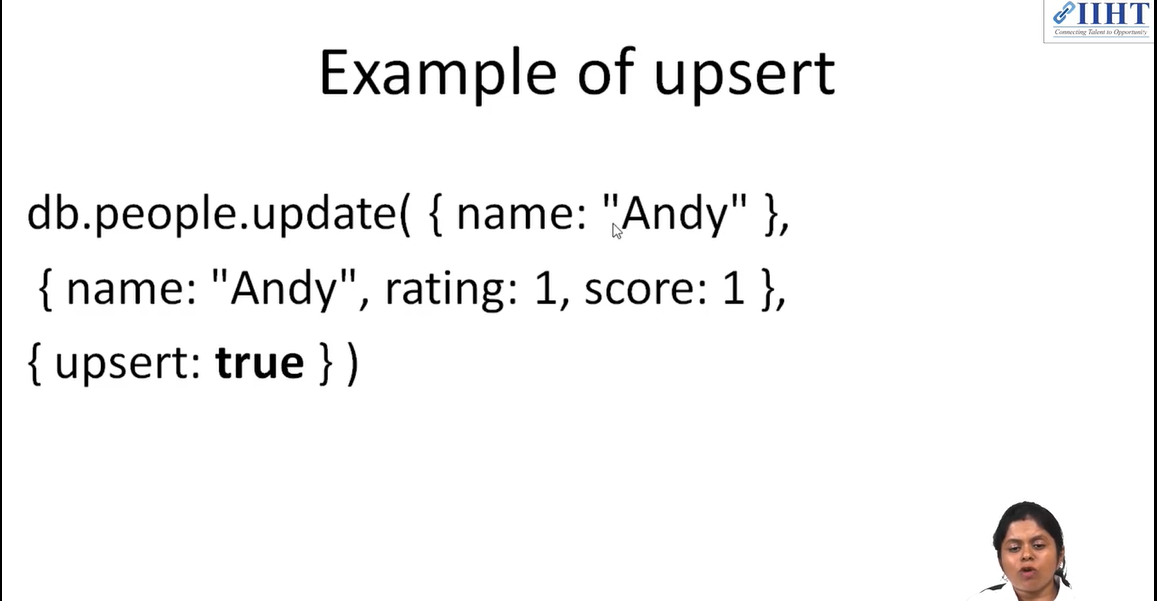 IIHT
Connecting Talent to Opportunity
Example of upsert
db.people.update( { name: "Andy" },
{ name: "Andy", rating: 1, score: 1 },
{ upsert: true } )